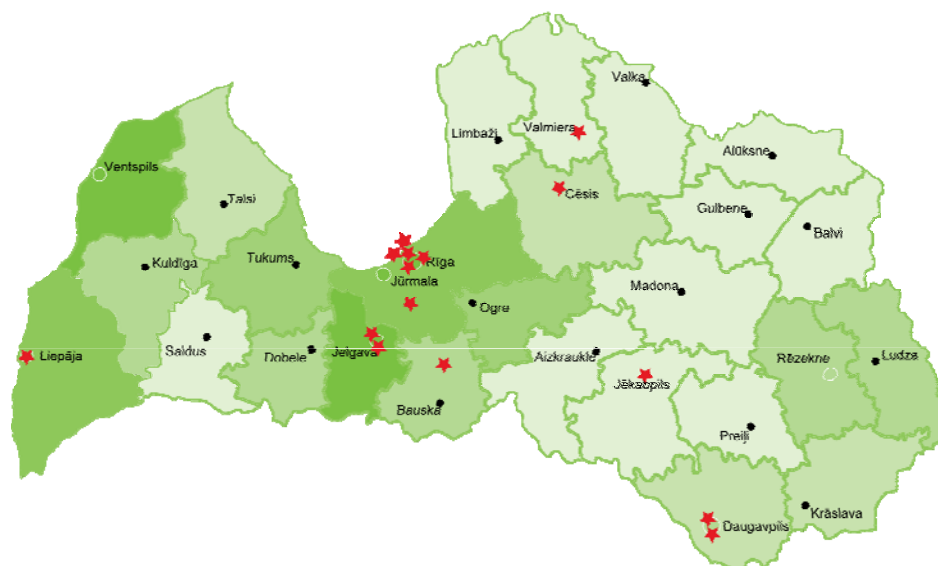 Valka
Limbaži
Valmiera
Alūksne
Ventspils
Talsi
Cēsis
Gulbene
Balvi
Kuldīga
Tukums
Rīga
Jūrmala
Madona
Ogre
Saldus
Dobele
Jelgava
Liepāja
Aizkraukle
Rēzekne
Ludza
Jēkabpils
Bauska
Preiļi
Krāslava
Daugavpils